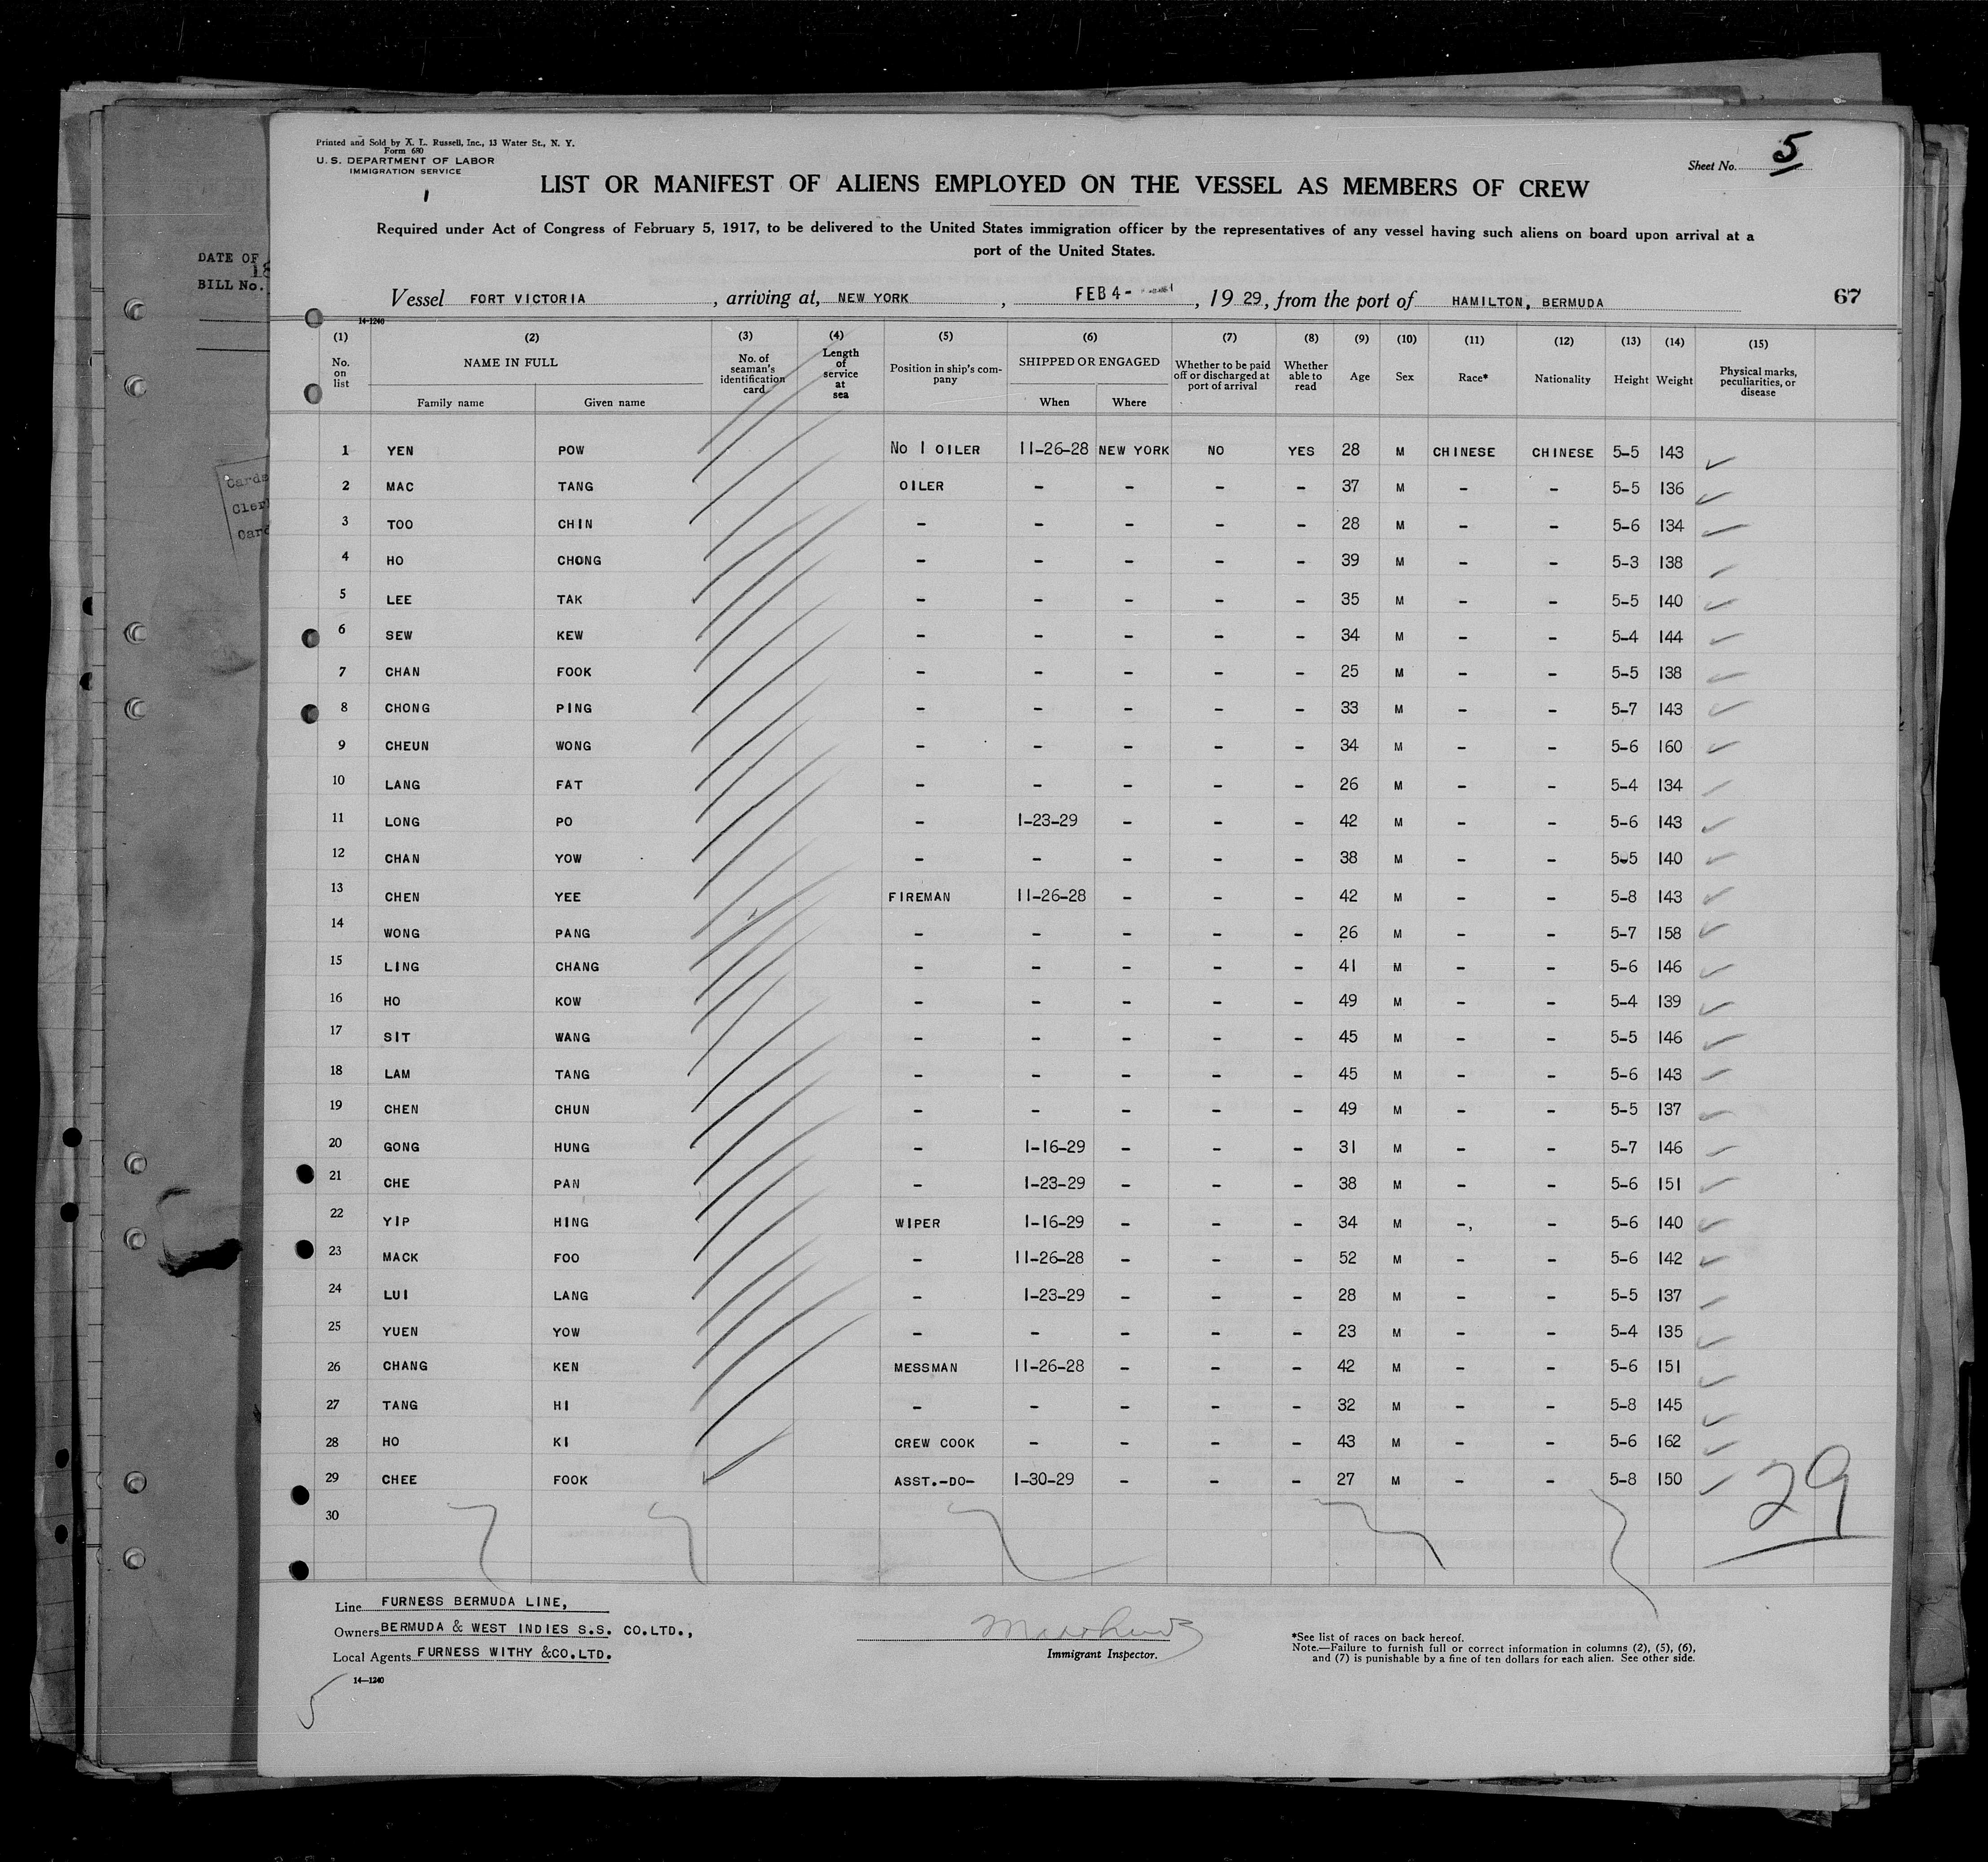 Printed and Sold by A. L. Russell, Inc., 13 Water St., N. Y.
Form 680
U. S. DEPARTMENT OF LABOR
IMMIGRATION SERVICE
1
Sheet No. 5
LIST OR MANIFEST OF ALIENS EMPLOYED ON THE VESSEL AS MEMBERS OF CREW
Required under Act of Congress of February 5, 1917, to be delivered to the United States immigration officer by the representatives of any vessel having such aliens on board upon arrival at a
port of the United States.
DATE OF
18
BILL No.
Vessel FORT VICTORIA, arriving at, NEW YORK, FEB 4-, 19 29, from the port of HAMILTON, BERMUDA 67
14-1240
(1) (2) (3) (4) (5) (6) (7) (8) (9) (10) (11) (12) (13) (14) (15)
No. on list NAME IN FULL Family name Given name No. of seaman's identification card Length of service at sea Position in ship's company SHIPPED OR ENGAGED When Where Whether to be paid off or discharged at port of arrival Whether able to read Age Sex Race* Nationality Height Weight Physical marks, peculiarities, or disease
1 YEN POW No 1 OILER 11-26-28 NEW YORK NO YES 28 M CHINESE CHINESE 5-5 143
2 MAC TANG OILER - - - - 37 M - - 5-5 136
3 TOO CHIN - - - - - 28 M - - 5-6 134
4 HO CHONG - - - - - 39 M - - 5-3 138
5 LEE TAK - - - - - 35 M - - 5-5 140
6 SEW KEW - - - - - 34 M - - 5-4 144
7 CHAN FOOK - - - - - 25 M - - 5-5 138
8 CHONG PING - - - - - 33 M - - 5-7 143
9 CHEUN WONG - - - - - 34 M - - 5-6 160
10 LANG FAT - - - - - 26 M - - 5-4 134
11 LONG PO - 1-23-29 - - - 42 M - - 5-6 143
12 CHAN YOW - - - - - 38 M - - 5-5 140
13 CHEN YEE FIREMAN 11-26-28 - - - 42 M - - 5-8 143
14 WONG PANG - - - - - 26 M - - 5-7 158
15 LING CHANG - - - - - 41 M - - 5-6 146
16 HO KOW - - - - - 49 M - - 5-4 139
17 SIT WANG - - - - - 45 M - - 5-5 146
18 LAM TANG - - - - - 45 M - - 5-6 143
19 CHEN CHUN - - - - - 49 M - - 5-5 137
20 GONG HUNG - 1-16-29 - - - 31 M - - 5-7 146
21 CHE PAN - 1-23-29 - - - 38 M - - 5-6 151
22 YIP HING WIPER 1-16-29 - - - 34 M -, - 5-6 140
23 MACK FOO - 11-26-28 - - - 52 M - - 5-6 142
24 LUI LANG - 1-23-29 - - - 28 M - - 5-5 137
25 YUEN YOW - - - - - 23 M - - 5-4 135
26 CHANG KEN MESSMAN 11-26-28 - - - 42 M - - 5-6 151
27 TANG HI - - - - - 32 M - - 5-8 145
28 HO KI CREW COOK - - - - 43 M - - 5-6 162
29 CHEE FOOK ASST.-DO- 1-30-29 - - - 27 M - - 5-8 150
30
29
Line FURNESS BERMUDA LINE,
Owners BERMUDA & WEST INDIES S.S. CO.LTD.,
Local Agents FURNESS WITHY &CO.LTD.
14-1240
Immigrant Inspector.
*See list of races on back hereof.
Note.—Failure to furnish full or correct information in columns (2), (5), (6),
and (7) is punishable by a fine of ten dollars for each alien. See other side.
5